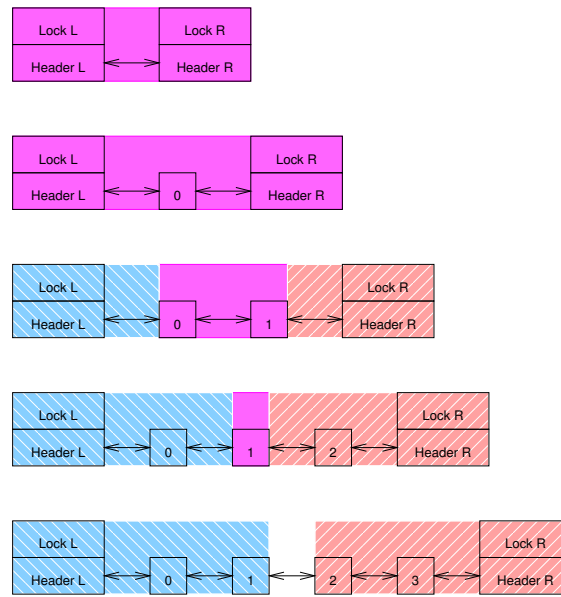 Lock L Lock R
Header L Header R
Lock L Lock R
Header L 0 Header R
Lock L Lock R
Header L 0 1 Header R
Lock L Lock R
Header L 0 1 2 Header R
Lock L Lock R
Header L 0 1 2 3 Header R